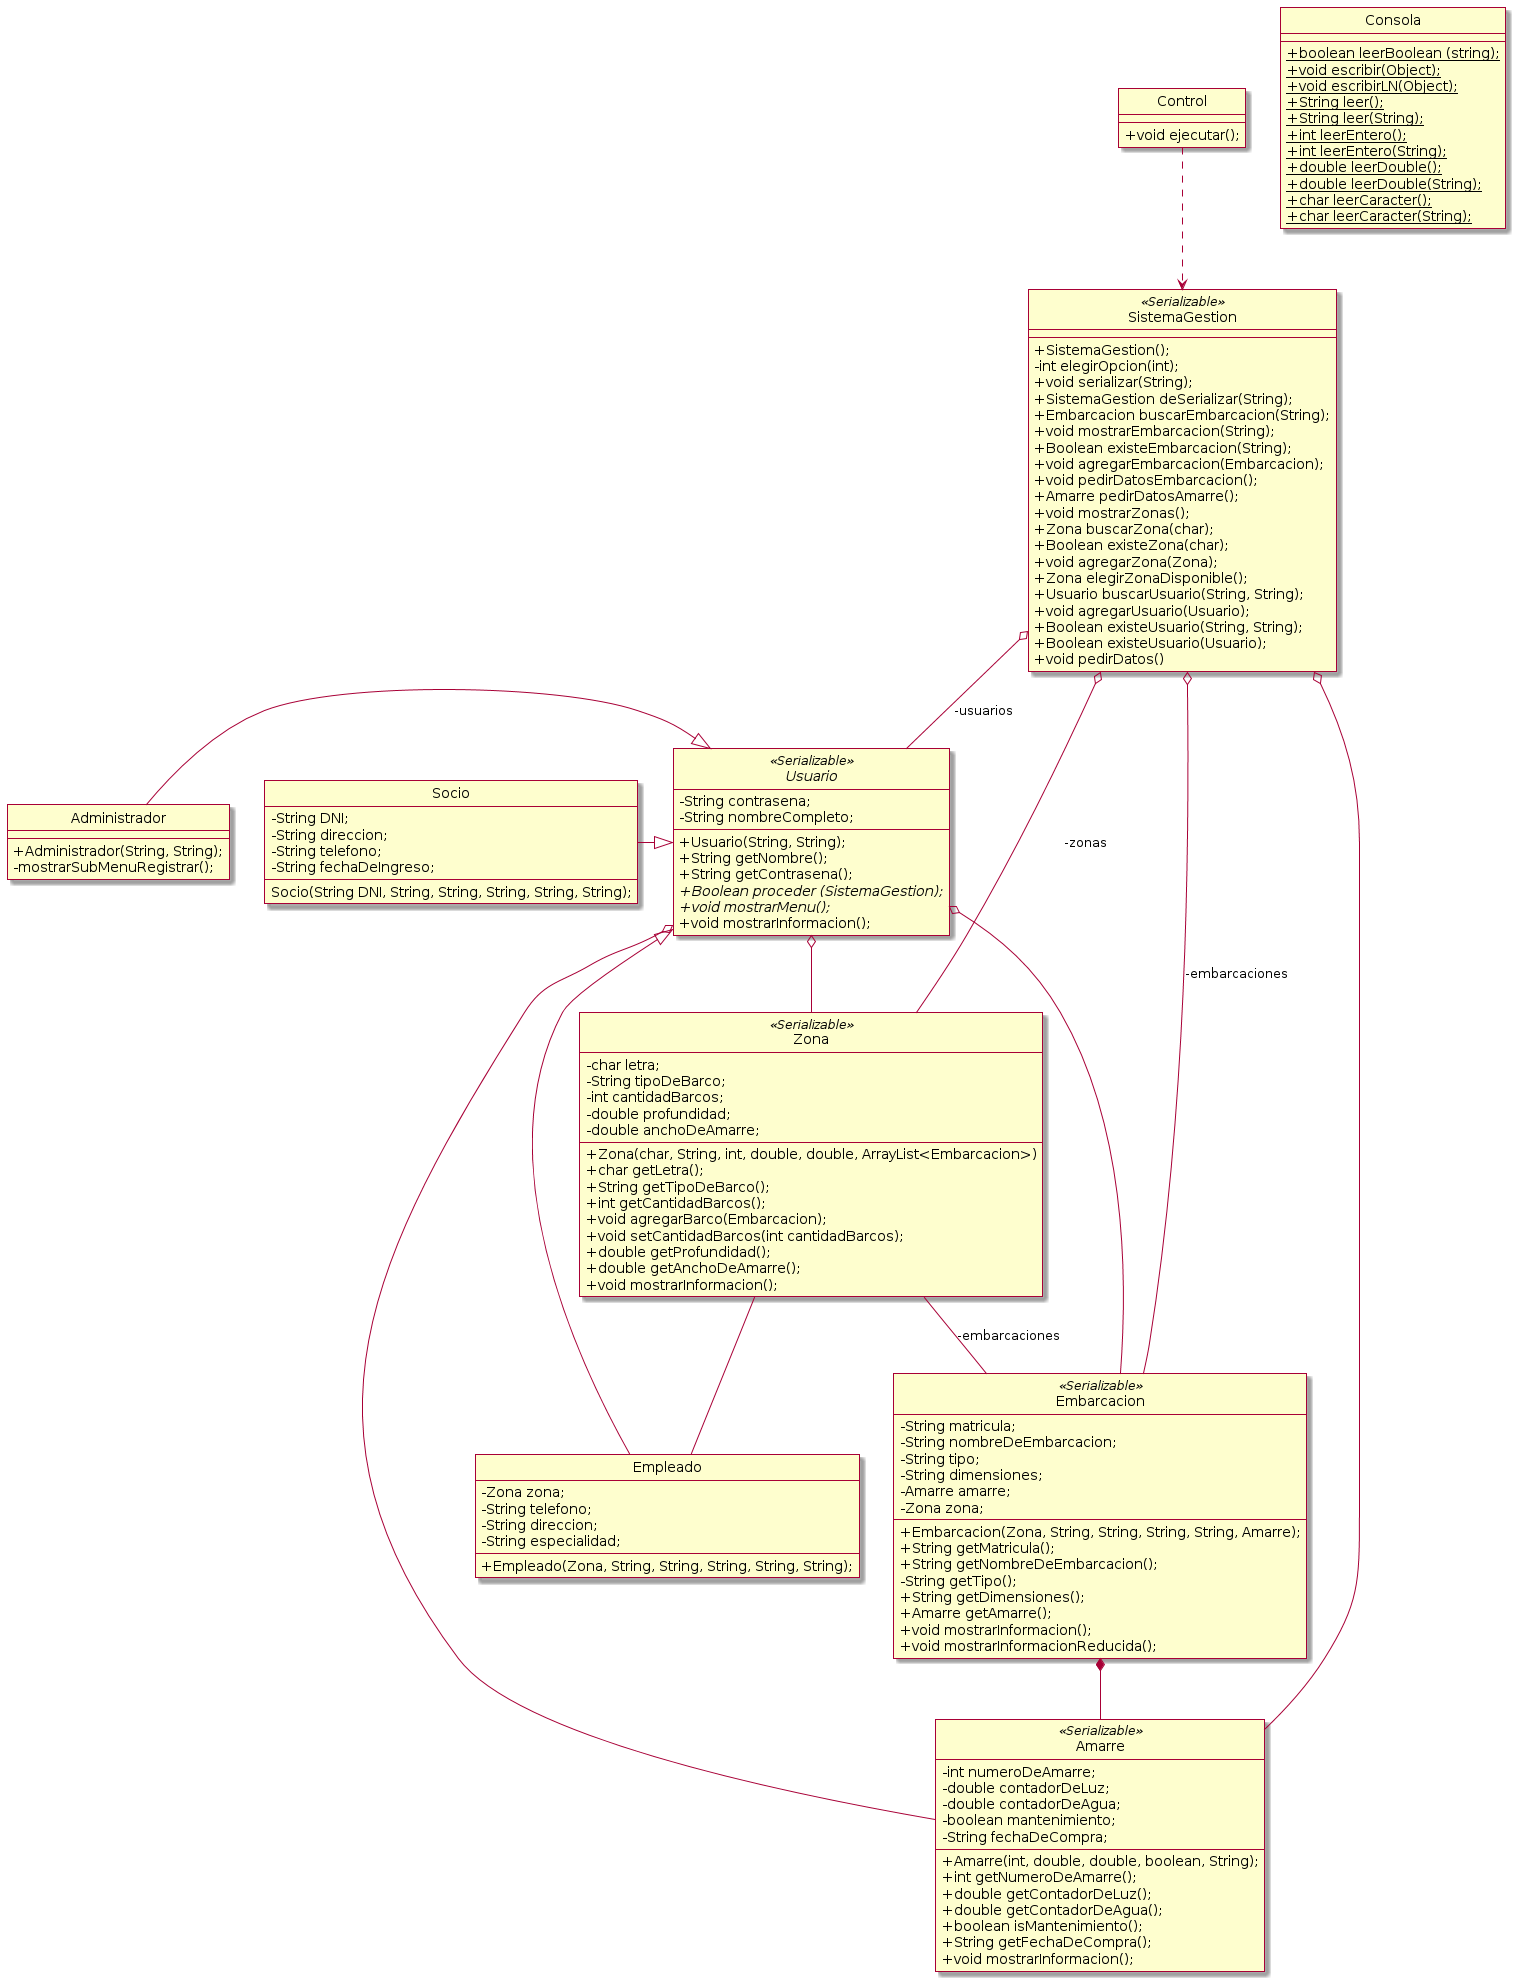 Consola
+boolean leerBoolean (string);
+void escribir(Object);
+void escribirLN(Object);
+String leer();
+String leer(String);
+int leerEntero();
+int leerEntero(String);
+double leerDouble();
+double leerDouble(String);
+char leerCaracter();
+char leerCaracter(String);
Control
+void ejecutar();
«Serializable»
SistemaGestion
+SistemaGestion();
-int elegirOpcion(int);
+void serializar(String);
+SistemaGestion deSerializar(String);
+Embarcacion buscarEmbarcacion(String);
+void mostrarEmbarcacion(String);
+Boolean existeEmbarcacion(String);
+void agregarEmbarcacion(Embarcacion);
+void pedirDatosEmbarcacion();
+Amarre pedirDatosAmarre();
+void mostrarZonas();
+Zona buscarZona(char);
+Boolean existeZona(char);
+void agregarZona(Zona);
+Zona elegirZonaDisponible();
+Usuario buscarUsuario(String, String);
+void agregarUsuario(Usuario);
+Boolean existeUsuario(String, String);
+Boolean existeUsuario(Usuario);
+void pedirDatos()
-usuarios
Administrador
+Administrador(String, String);
-mostrarSubMenuRegistrar();
Socio
-String DNI;
-String direccion;
-String telefono;
-String fechaDeIngreso;
Socio(String DNI, String, String, String, String, String);
«Serializable»
Usuario
-String contrasena;
-String nombreCompleto;
+Usuario(String, String);
+String getNombre();
+String getContrasena();
+Boolean proceder (SistemaGestion);
+void mostrarMenu();
+void mostrarInformacion();
-zonas
-embarcaciones
«Serializable»
Zona
-char letra;
-String tipoDeBarco;
-int cantidadBarcos;
-double profundidad;
-double anchoDeAmarre;
+Zona(char, String, int, double, double, ArrayList<Embarcacion>)
+char getLetra();
+String getTipoDeBarco();
+int getCantidadBarcos();
+void agregarBarco(Embarcacion);
+void setCantidadBarcos(int cantidadBarcos);
+double getProfundidad();
+double getAnchoDeAmarre();
+void mostrarInformacion();
-embarcaciones
Empleado
-Zona zona;
-String telefono;
-String direccion;
-String especialidad;
+Empleado(Zona, String, String, String, String, String);
«Serializable»
Embarcacion
-String matricula;
-String nombreDeEmbarcacion;
-String tipo;
-String dimensiones;
-Amarre amarre;
-Zona zona;
+Embarcacion(Zona, String, String, String, String, Amarre);
+String getMatricula();
+String getNombreDeEmbarcacion();
-String getTipo();
+String getDimensiones();
+Amarre getAmarre();
+void mostrarInformacion();
+void mostrarInformacionReducida();
«Serializable»
Amarre
-int numeroDeAmarre;
-double contadorDeLuz;
-double contadorDeAgua;
-boolean mantenimiento;
-String fechaDeCompra;
+Amarre(int, double, double, boolean, String);
+int getNumeroDeAmarre();
+double getContadorDeLuz();
+double getContadorDeAgua();
+boolean isMantenimiento();
+String getFechaDeCompra();
+void mostrarInformacion();